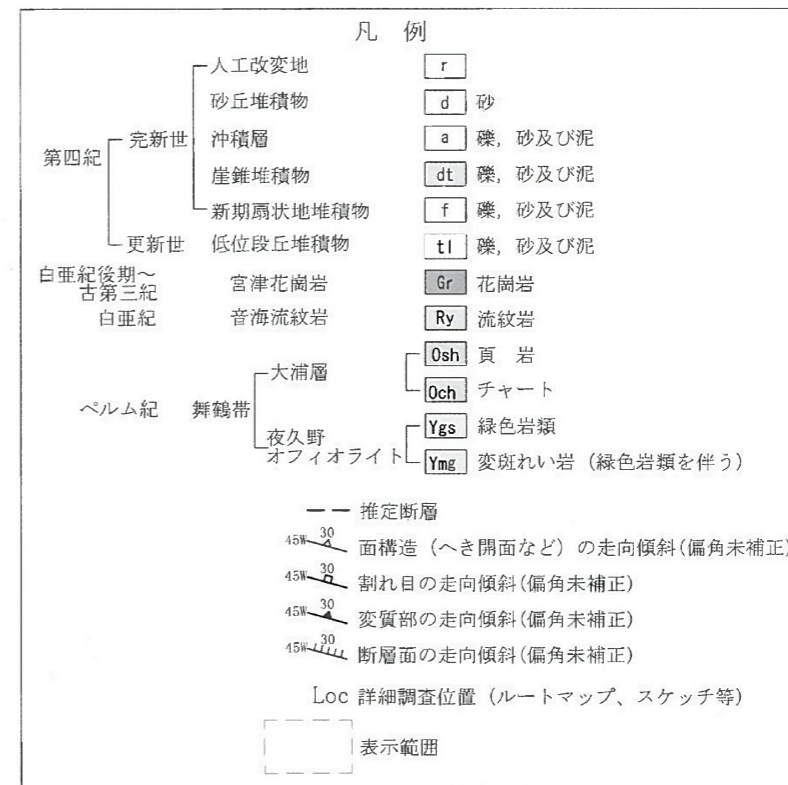 凡 例
人工改変地 r
砂丘堆積物 d 砂
第四紀 完新世 沖積層 a 礫, 砂及び泥
崖錐堆積物 dt 礫, 砂及び泥
新期扇状地堆積物 f 礫, 砂及び泥
更新世 低位段丘堆積物 tl 礫, 砂及び泥
白亜紀後期~
古第三紀 宮津花崗岩 Gr 花崗岩
白亜紀 音海流紋岩 Ry 流紋岩
大浦層 Osh 頁 岩
Och チャート
ペルム紀 舞鶴帯
夜久野
オフィオライト
Ygs 緑色岩類
Ymg 変斑れい岩 (緑色岩類を伴う)
推定断層
45W 30 面構造 (へき開面など) の走向傾斜(偏角未補正)
45W 30 割れ目の走向傾斜(偏角未補正)
45W 30 変質部の走向傾斜(偏角未補正)
45W 30 断層面の走向傾斜(偏角未補正)
Loc 詳細調査位置 (ルートマップ、スケッチ等)
表示範囲